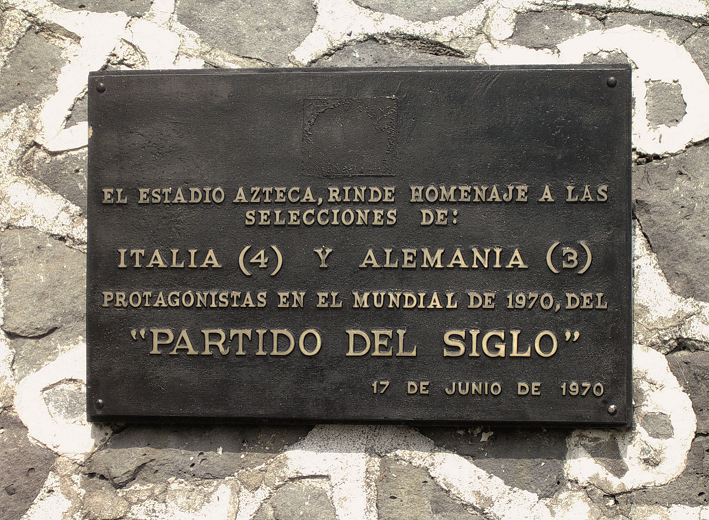 EL ESTADIO AZTECA, RINDE HOMENAJE A LAS
SELECCIONES DE:
ITALIA (4) Y ALEMANIA (3)
PROTAGONISTAS EN EL MUNDIAL DE 1970, DEL
"PARTIDO DEL SIGLO"
17 DE JUNIO DE 1970